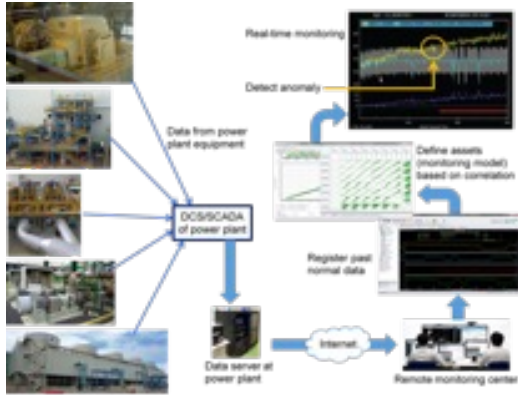 Real-time monitoring
Detect anomaly
Data from power
plant equipment
Define assets
(monitoring model)
based on correlation
DCS/SCADA
of power plant
Register past
normal data
Internet
Data server at
power plant
Remote monitoring center